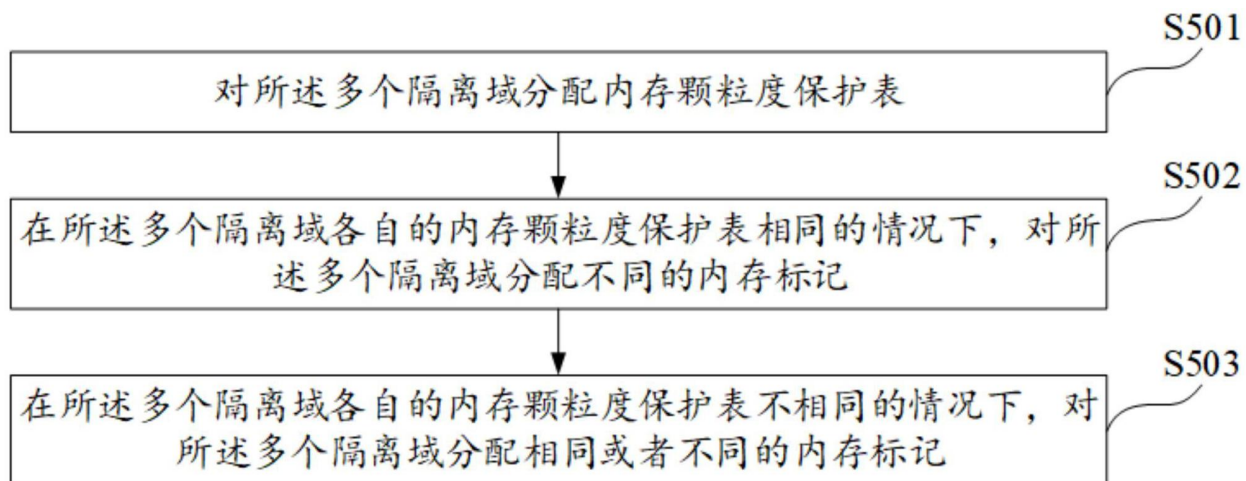 S501
对所述多个隔离域分配内存颗粒度保护表
S502
在所述多个隔离域各自的内存颗粒度保护表相同的情况下，对所
述多个隔离域分配不同的内存标记
S503
在所述多个隔离域各自的内存颗粒度保护表不相同的情况下，对
所述多个隔离域分配相同或者不同的内存标记